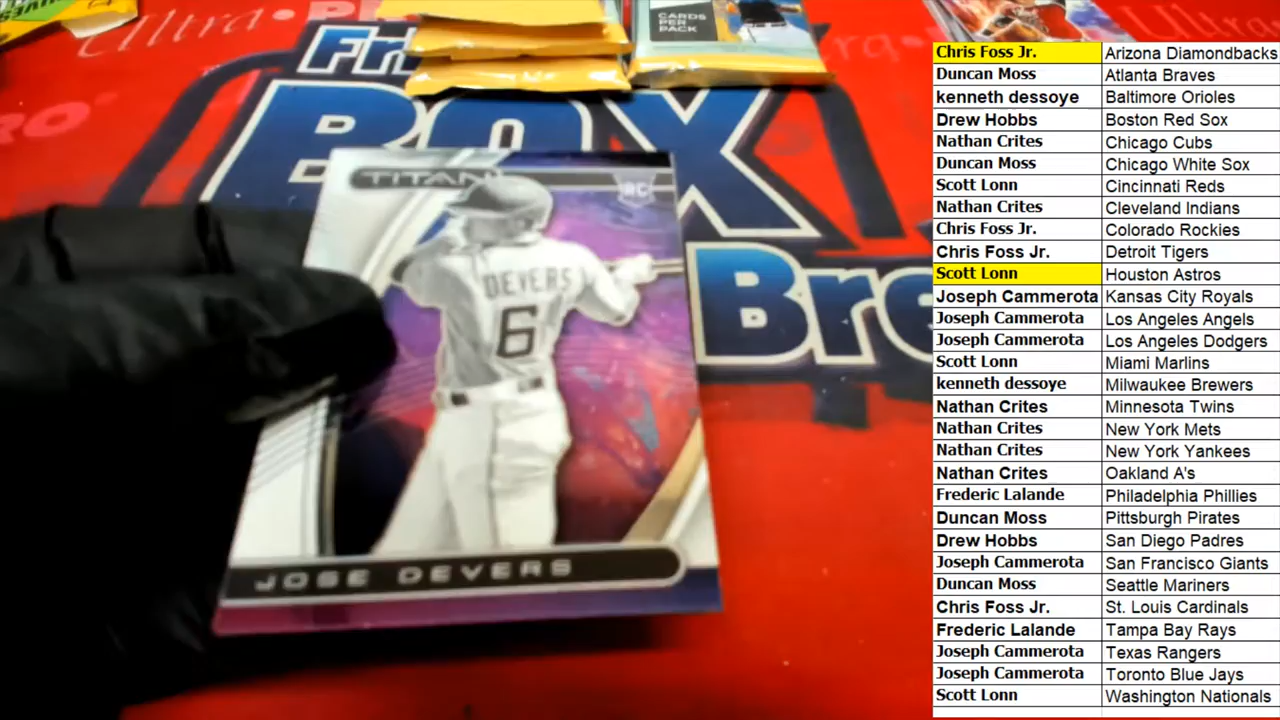 CARDS
PER
PACK
Ultra PRO
PRO
Fri
BOX
Bre
TITAN
RC
DEVERS
6
JOSE DEVERS
Chris Foss Jr. Arizona Diamondbacks
Duncan Moss Atlanta Braves
kenneth dessoye Baltimore Orioles
Drew Hobbs Boston Red Sox
Nathan Crites Chicago Cubs
Duncan Moss Chicago White Sox
Scott Lonn Cincinnati Reds
Nathan Crites Cleveland Indians
Chris Foss Jr. Colorado Rockies
Chris Foss Jr. Detroit Tigers
Scott Lonn Houston Astros
Joseph Cammerota Kansas City Royals
Joseph Cammerota Los Angeles Angels
Joseph Cammerota Los Angeles Dodgers
Scott Lonn Miami Marlins
kenneth dessoye Milwaukee Brewers
Nathan Crites Minnesota Twins
Nathan Crites New York Mets
Nathan Crites New York Yankees
Nathan Crites Oakland A's
Frederic Lalande Philadelphia Phillies
Duncan Moss Pittsburgh Pirates
Drew Hobbs San Diego Padres
Joseph Cammerota San Francisco Giants
Duncan Moss Seattle Mariners
Chris Foss Jr. St. Louis Cardinals
Frederic Lalande Tampa Bay Rays
Joseph Cammerota Texas Rangers
Joseph Cammerota Toronto Blue Jays
Scott Lonn Washington Nationals